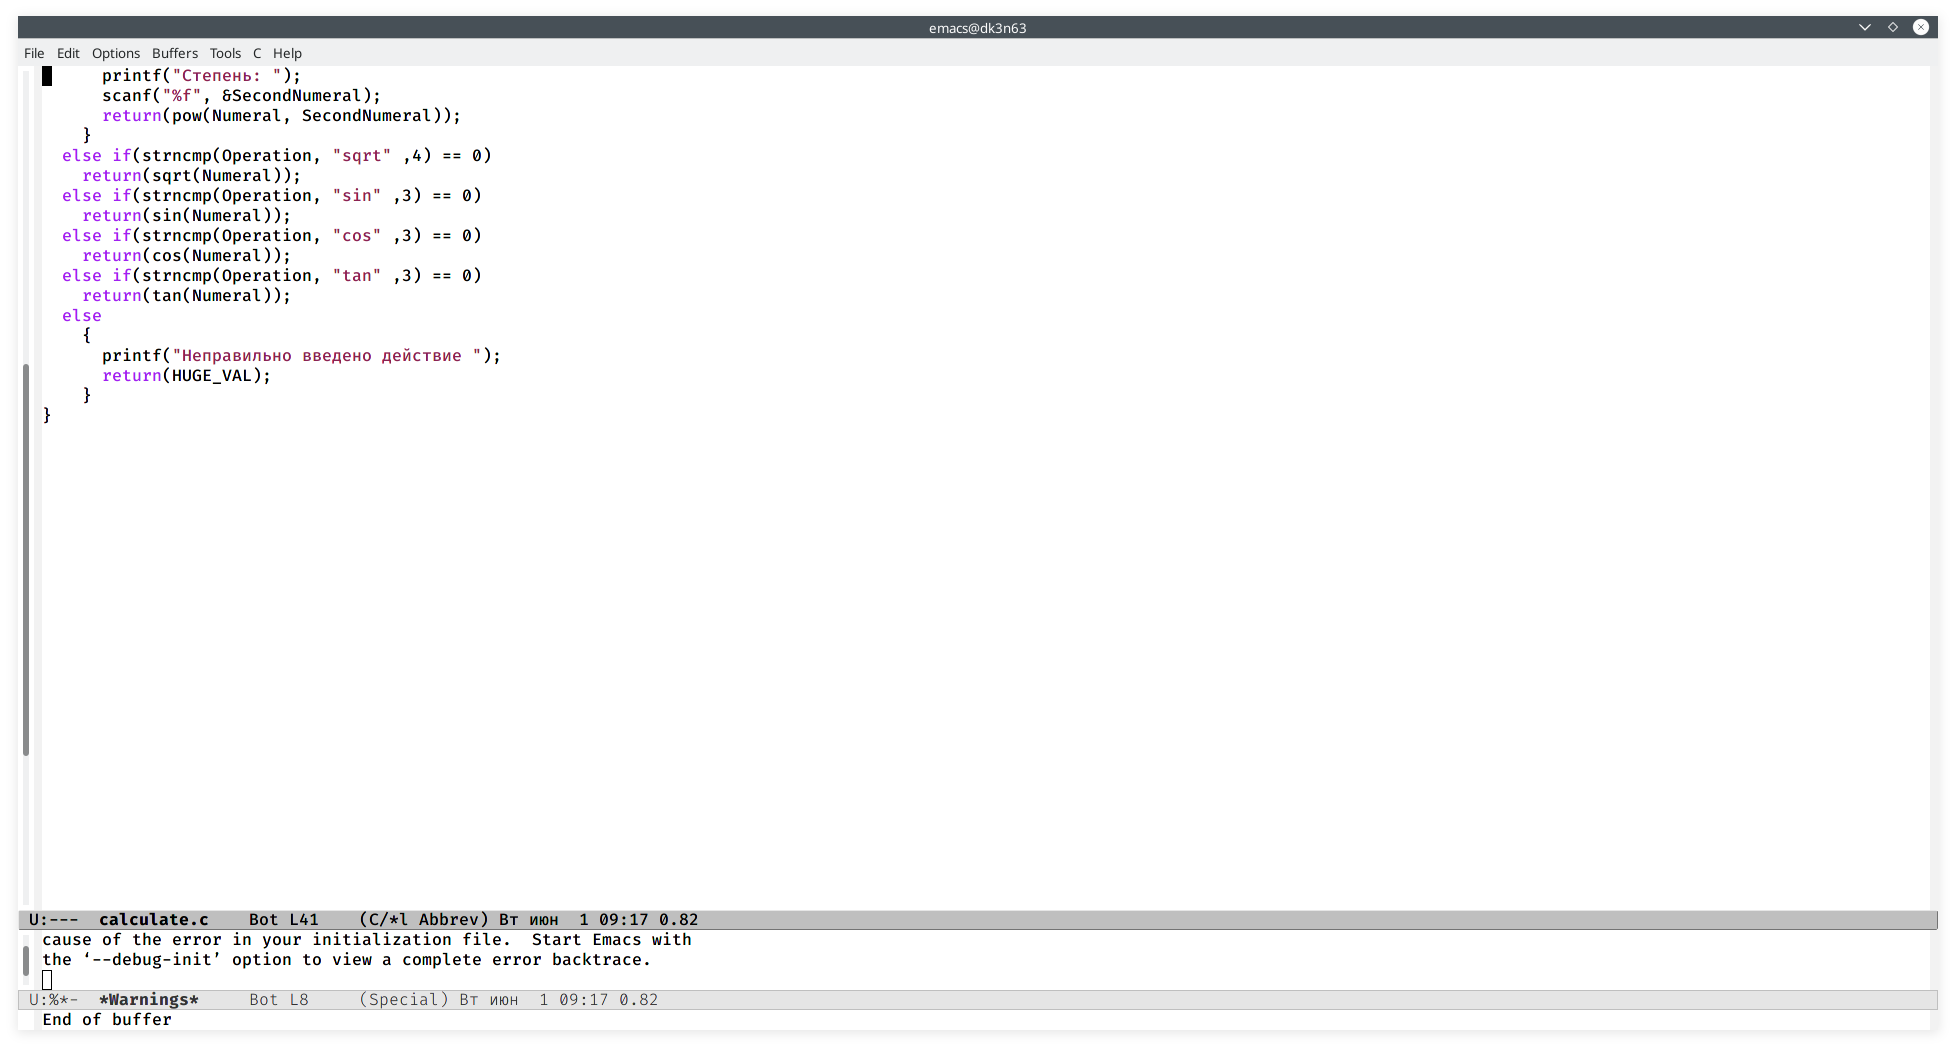 emacs@dk3n63
File Edit Options Buffers Tools C Help
      printf("Степень: ");
      scanf("%f", &SecondNumeral);
      return(pow(Numeral, SecondNumeral));
    }
  else if(strncmp(Operation, "sqrt" ,4) == 0)
    return(sqrt(Numeral));
  else if(strncmp(Operation, "sin" ,3) == 0)
    return(sin(Numeral));
  else if(strncmp(Operation, "cos" ,3) == 0)
    return(cos(Numeral));
  else if(strncmp(Operation, "tan" ,3) == 0)
    return(tan(Numeral));
  else
    {
      printf("Неправильно введено действие ");
      return(HUGE_VAL);
    }
}
U:---  calculate.c    Bot L41    (C/*l Abbrev) Вт июн  1 09:17 0.82
cause of the error in your initialization file.  Start Emacs with
the ‘--debug-init’ option to view a complete error backtrace.
U:%*-  *Warnings*     Bot L8     (Special) Вт июн  1 09:17 0.82
End of buffer